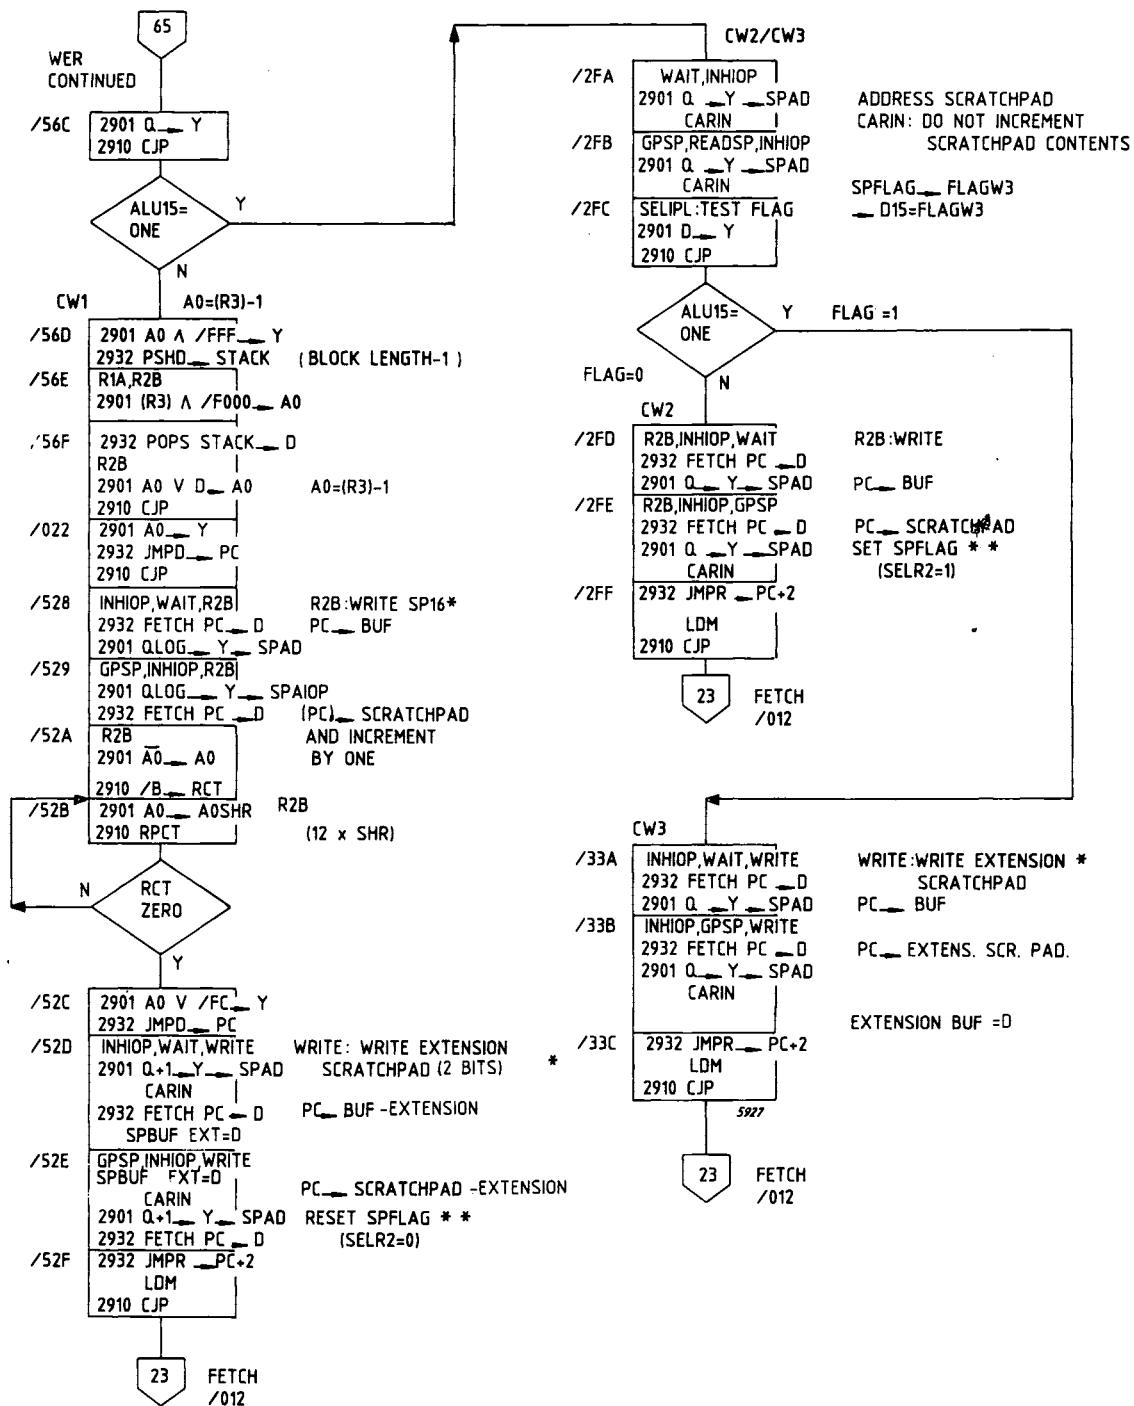 65
WER
CONTINUED
/56C 2901 Q → Y
2910 CJP
ALU15=
ONE
Y
N
CW1 A0=(R3)-1
/56D 2901 A0 Λ /FFF → Y
2932 PSHD → STACK (BLOCK LENGTH-1)
/56E R1A,R2B
2901 (R3) Λ /F000 → A0
/56F 2932 POPS STACK → D
R2B
2901 A0 V D → A0 A0=(R3)-1
2910 CJP
/022 2901 A0 → Y
2932 JMPD → PC
2910 CJP
/528 INHIOP,WAIT,R2B R2B:WRITE SP16*
2932 FETCH PC → D PC → BUF
2901 QLOG → Y → SPAD
/529 GPSP,INHIOP,R2B
2901 QLOG → Y → SPAIOP
2932 FETCH PC → D (PC) → SCRATCHPAD
/52A R2B AND INCREMENT
2901 A̅0̅ → A0 BY ONE
2910 /B → RCT
/52B 2901 A0 → A0SHR R2B
2910 RPCT (12 x SHR)
N
RCT
ZERO
Y
/52C 2901 A0 V /FC → Y
2932 JMPD → PC
/52D INHIOP,WAIT,WRITE WRITE: WRITE EXTENSION
2901 Q+1 → Y → SPAD SCRATCHPAD (2 BITS) *
CARIN
2932 FETCH PC ← D PC → BUF-EXTENSION
SPBUF EXT=D
/52E GPSP,INHIOP,WRITE
SPBUF EXT=D
CARIN PC → SCRATCHPAD-EXTENSION
2901 Q+1 → Y → SPAD RESET SPFLAG * *
2932 FETCH PC → D (SELR2=0)
/52F 2932 JMPR → PC+2
LDM
2910 CJP
23 FETCH
/012
CW2/CW3
/2FA WAIT,INHIOP
2901 Q → Y → SPAD ADDRESS SCRATCHPAD
CARIN CARIN: DO NOT INCREMENT
/2FB GPSP,READSP,INHIOP SCRATCHPAD CONTENTS
2901 Q → Y → SPAD
CARIN SPFLAG → FLAGW3
/2FC SELIPL:TEST FLAG → D15=FLAGW3
2901 D → Y
2910 CJP
ALU15=
ONE
Y FLAG =1
FLAG=0 N
CW2
/2FD R2B,INHIOP,WAIT R2B:WRITE
2932 FETCH PC → D
2901 Q → Y → SPAD PC → BUF
/2FE R2B,INHIOP,GPSP
2932 FETCH PC → D PC → SCRATCHPAD
2901 Q → Y → SPAD SET SPFLAG * *
CARIN (SELR2=1)
/2FF 2932 JMPR → PC+2
LDM
2910 CJP
23 FETCH
/012
CW3
/33A INHIOP,WAIT,WRITE WRITE:WRITE EXTENSION *
2932 FETCH PC → D SCRATCHPAD
2901 Q → Y → SPAD PC → BUF
/33B INHIOP,GPSP,WRITE
2932 FETCH PC → D PC → EXTENS. SCR. PAD.
2901 Q → Y → SPAD
CARIN
EXTENSION BUF =D
/33C 2932 JMPR → PC+2
LDM
2910 CJP
5927
23 FETCH
/012